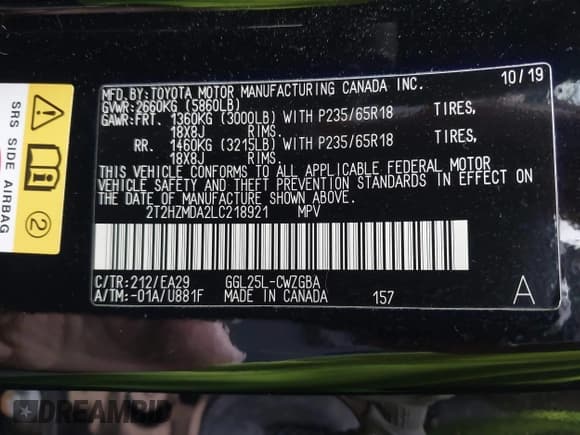 MFD.BY:TOYOTA MOTOR MANUFACTURING CANADA INC. 10/19
GVWR:2660KG (5860LB)
GAWR:FRT. 1360KG (3000LB) WITH P235/65R18 TIRES,
18X8J RIMS.
RR. 1460KG (3215LB) WITH P235/65R18 TIRES,
18X8J RIMS.
THIS VEHICLE CONFORMS TO ALL APPLICABLE FEDERAL MOTOR
VEHICLE SAFETY AND THEFT PREVENTION STANDARDS IN EFFECT ON
THE DATE OF MANUFACTURE SHOWN ABOVE.
2T2HZMDA2LC218921 MPV
C/TR:212/EA29 GGL25L-CWZGBA
A/TM:-01A/U881F MADE IN CANADA 157 A
SRS SIDE AIRBAG
2
DREAMBID